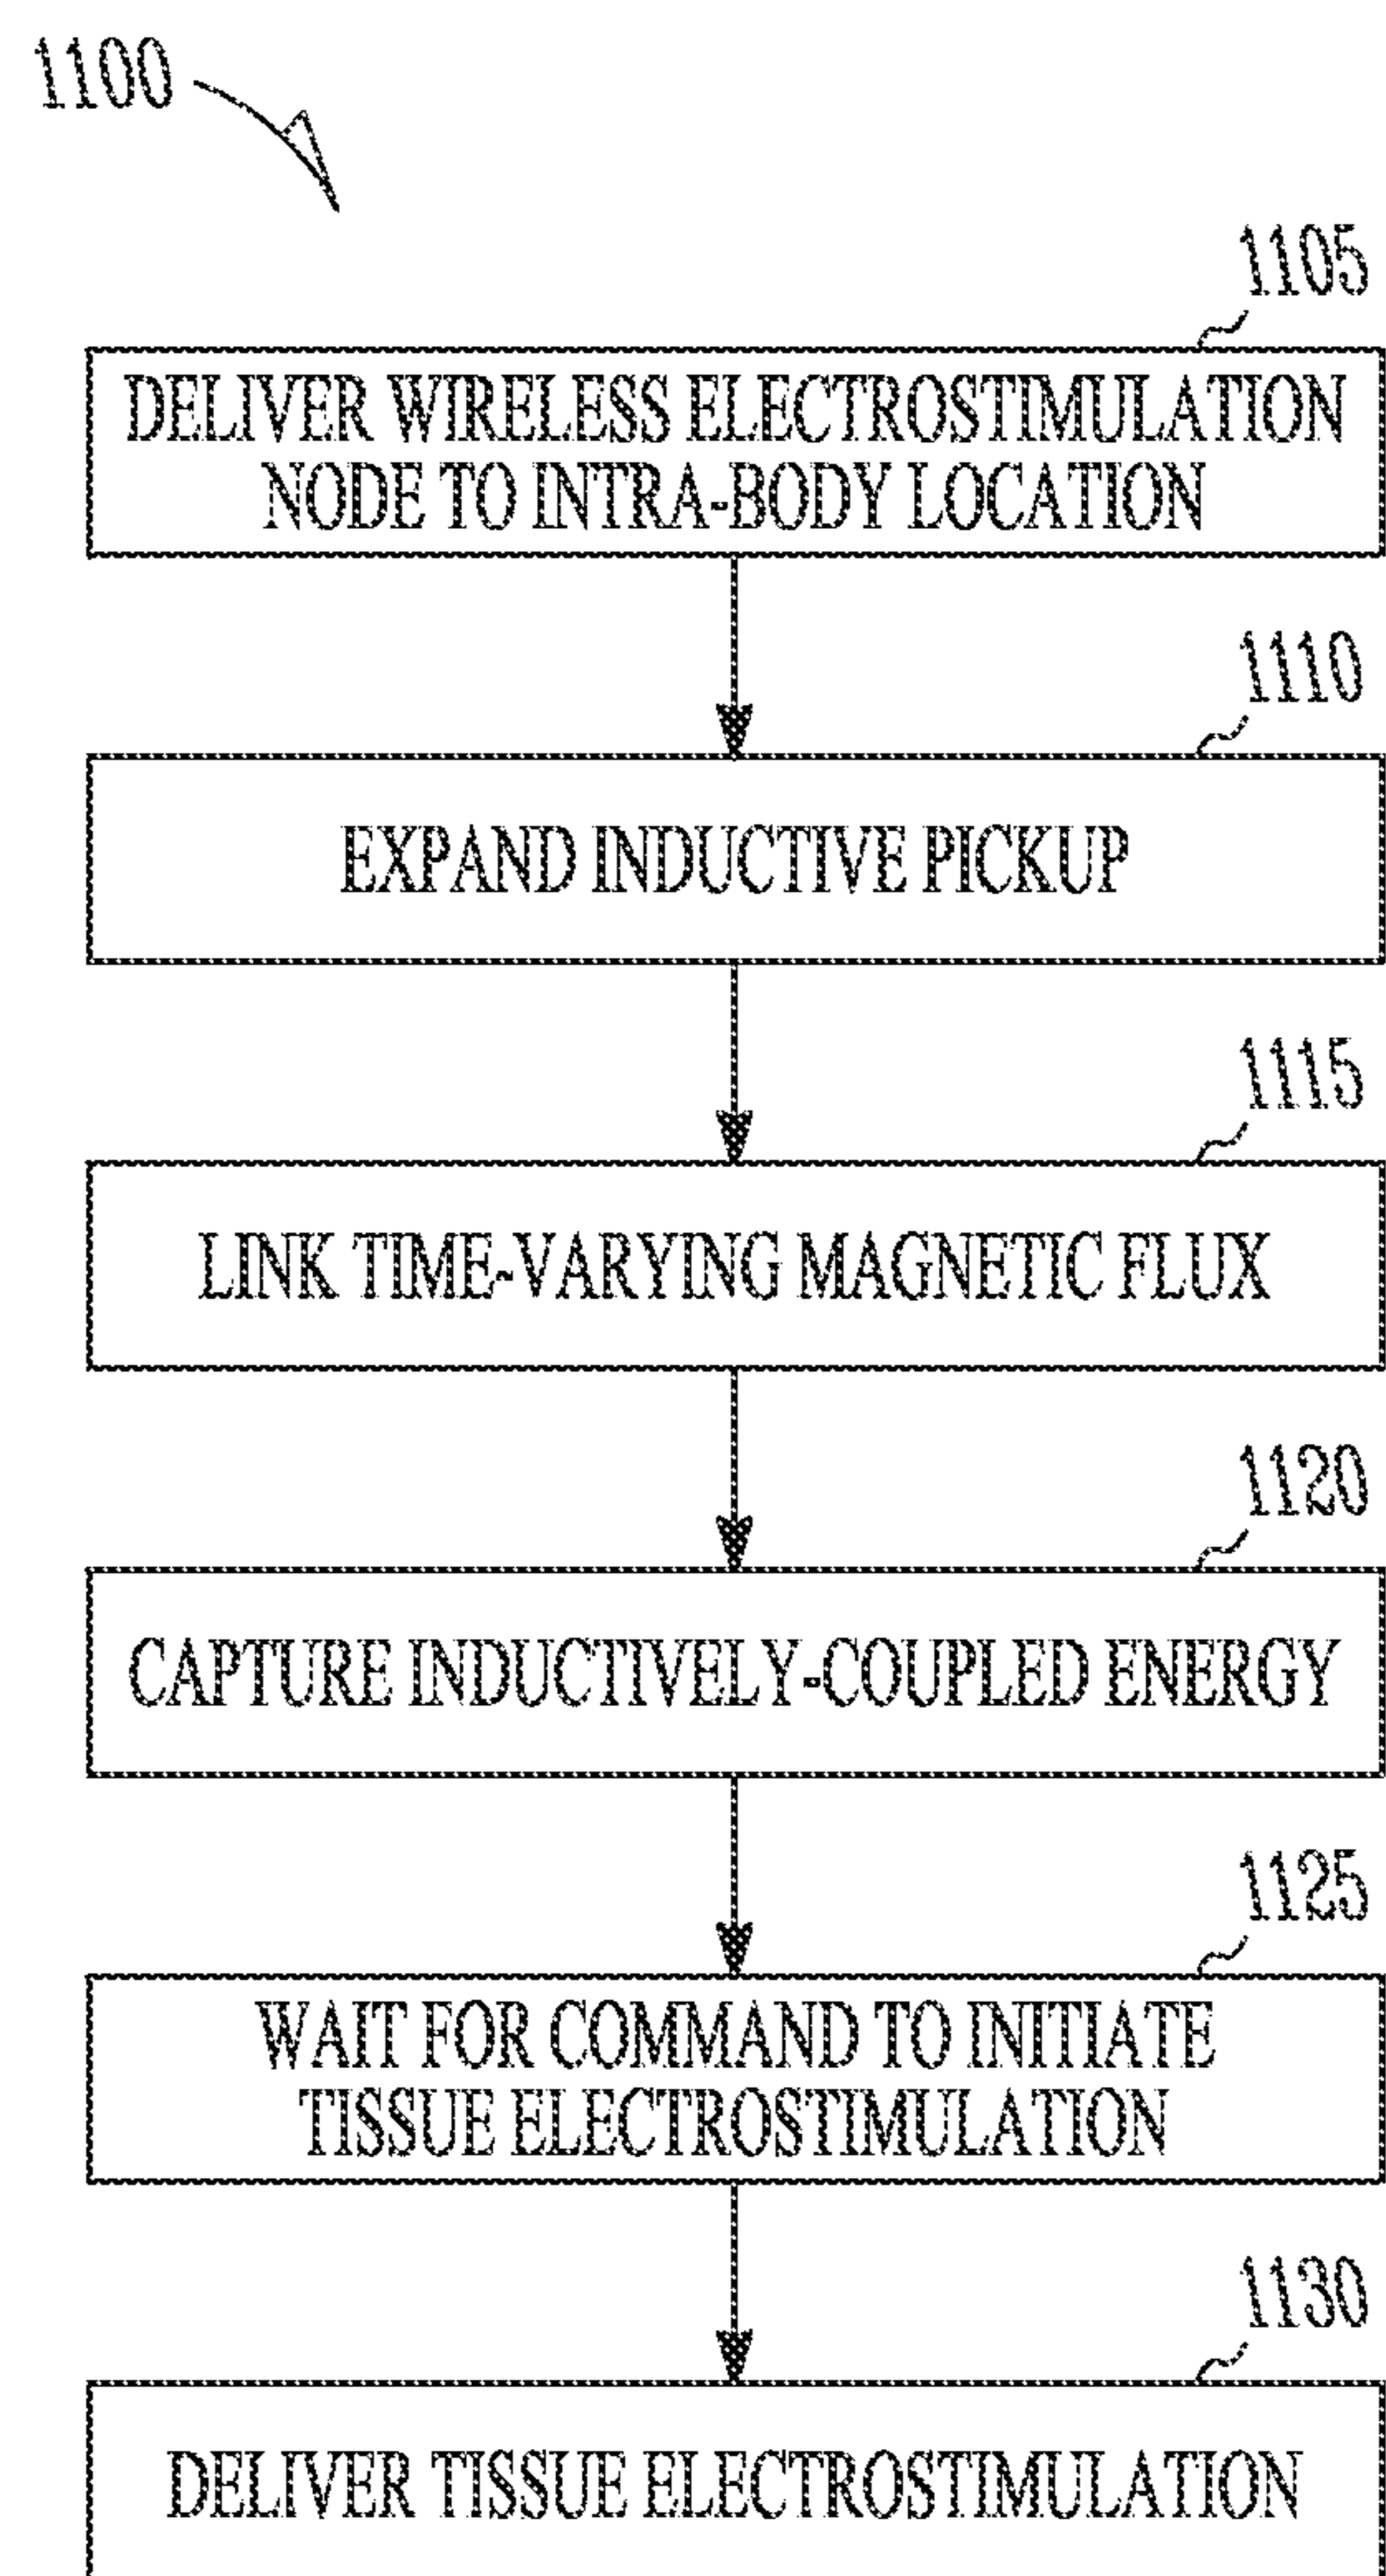 1100
1105
DELIVER WIRELESS ELECTROSTIMULATION
NODE TO INTRA-BODY LOCATION
1110
EXPAND INDUCTIVE PICKUP
1115
LINK TIME-VARYING MAGNETIC FLUX
1120
CAPTURE INDUCTIVELY-COUPLED ENERGY
1125
WAIT FOR COMMAND TO INITIATE
TISSUE ELECTROSTIMULATION
1130
DELIVER TISSUE ELECTROSTIMULATION